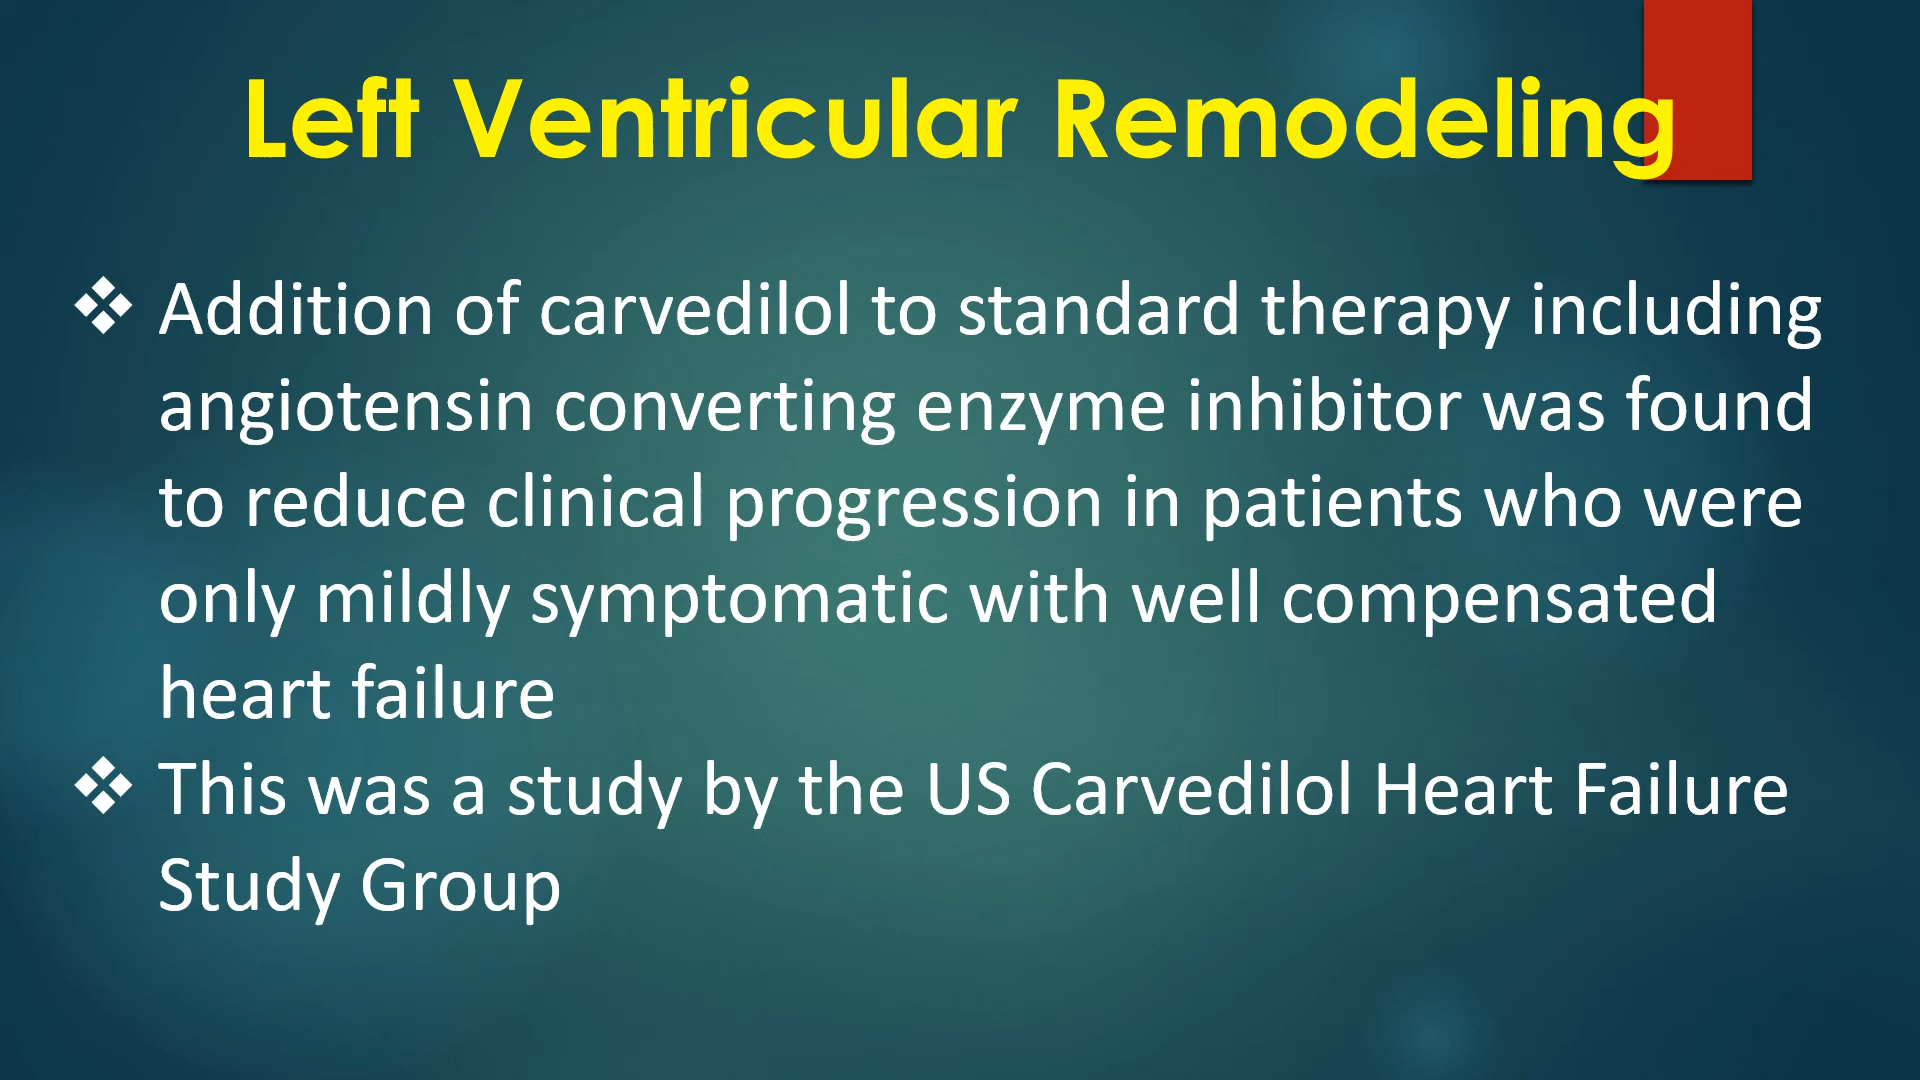 Left Ventricular Remodeling
❖ Addition of carvedilol to standard therapy including
angiotensin converting enzyme inhibitor was found
to reduce clinical progression in patients who were
only mildly symptomatic with well compensated
heart failure
❖ This was a study by the US Carvedilol Heart Failure
Study Group